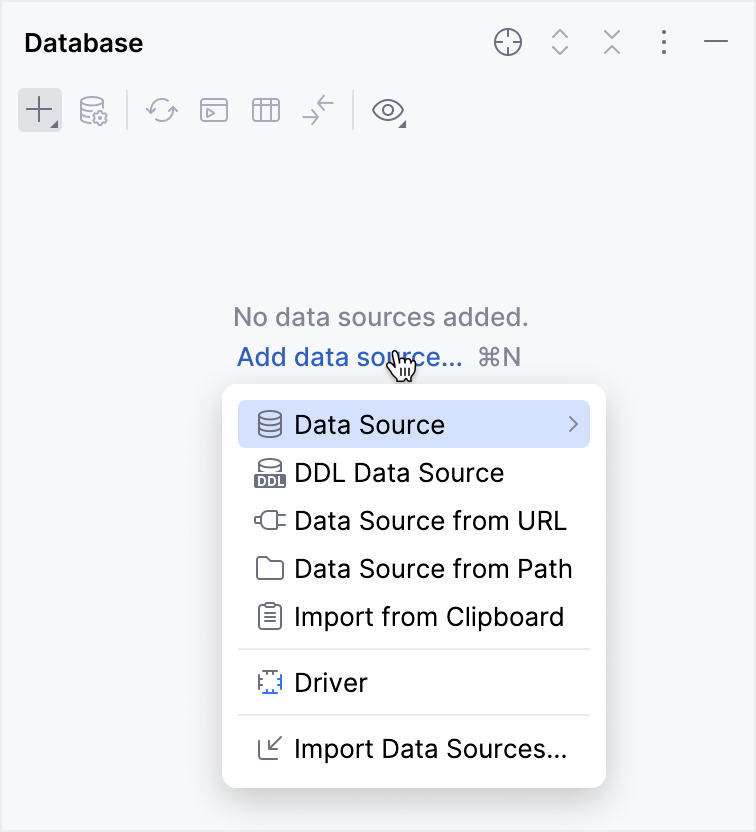 Database
No data sources added.
Add data source... ⌘N
Data Source
DDL DDL Data Source
Data Source from URL
Data Source from Path
Import from Clipboard
Driver
Import Data Sources...